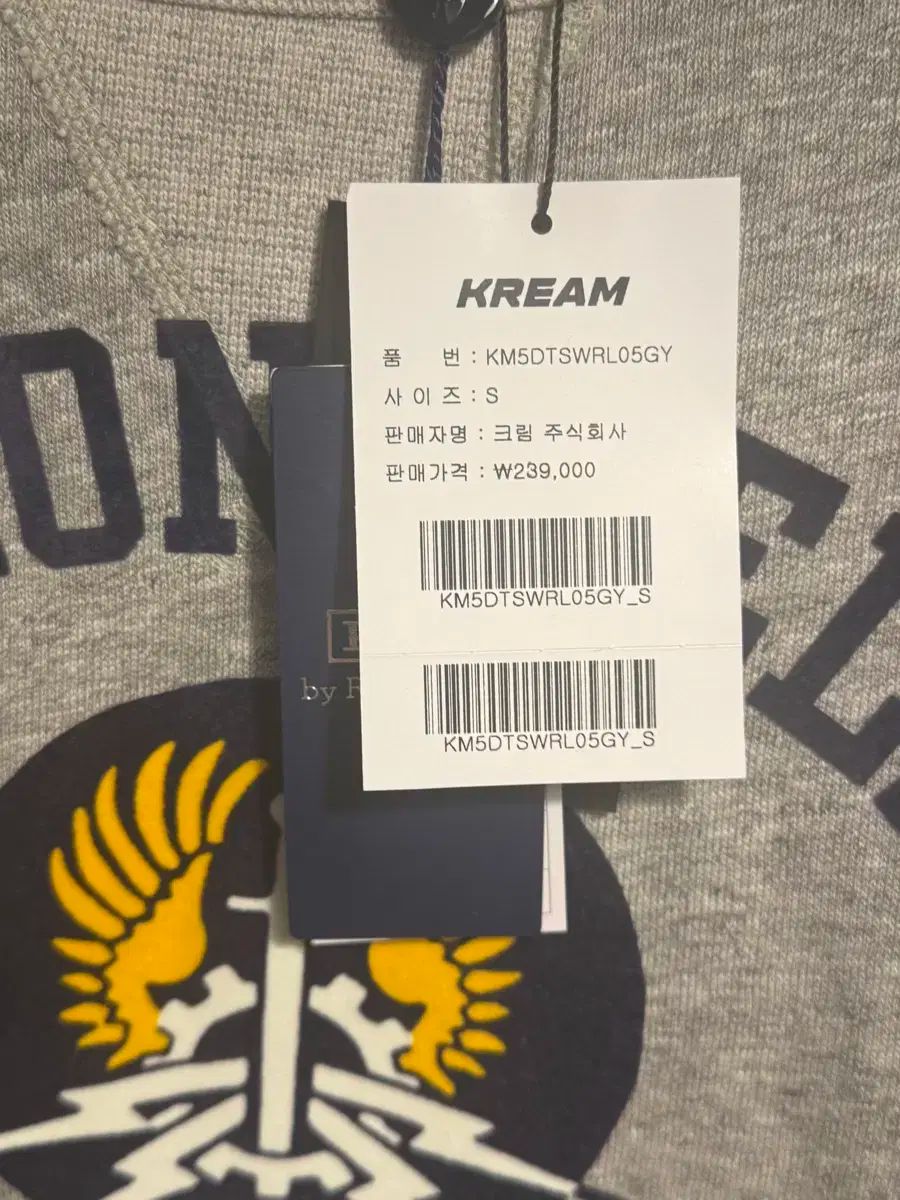 KREAM
품 번 : KM5DTSWRL05GY
사 이 즈 : S
판매자명 : 크림 주식회사
판매가격 : ₩239,000
KM5DTSWRL05GY_S
KM5DTSWRL05GY_S
by